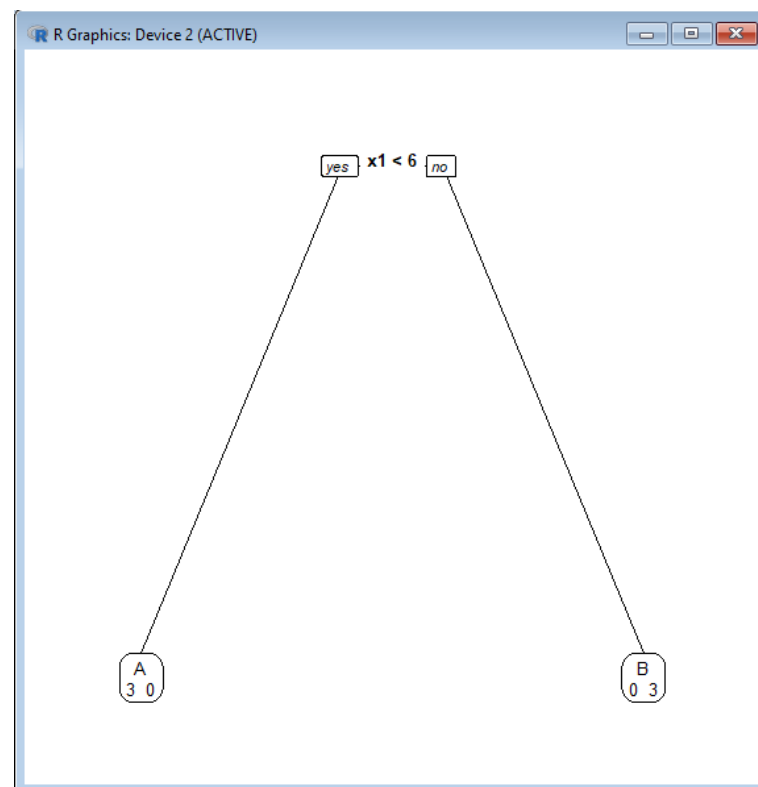 R R Graphics: Device 2 (ACTIVE)
yes x1 < 6 no
A
3 0
B
0 3